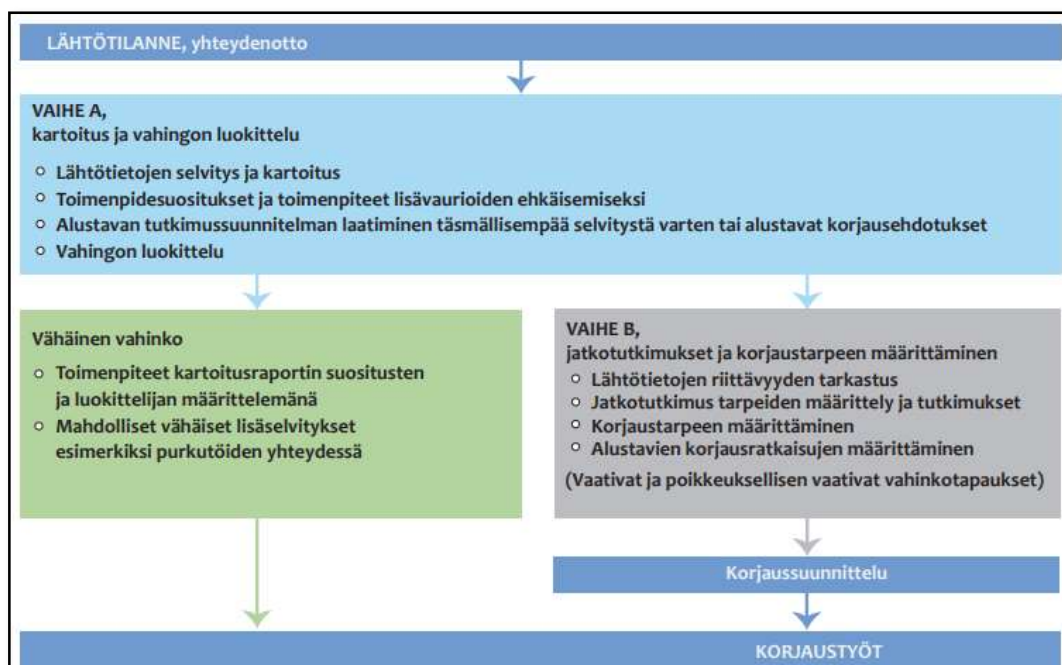 LÄHTÖTILANNE, yhteydenotto
VAIHE A,
kartoitus ja vahingon luokittelu
Lähtötietojen selvitys ja kartoitus
Toimenpidesuositukset ja toimenpiteet lisävaurioiden ehkäisemiseksi
Alustavan tutkimussuunnitelman laatiminen täsmällisempää selvitystä varten tai alustavat korjausehdotukset
Vahingon luokittelu
Vähäinen vahinko
Toimenpiteet kartoitusraportin suositusten
ja luokittelijan määrittelemänä
Mahdolliset vähäiset lisäselvitykset
esimerkiksi purkutöiden yhteydessä
VAIHE B,
jatkotutkimukset ja korjaustarpeen määrittäminen
Lähtötietojen riittävyyden tarkastus
Jatkotutkimus tarpeiden määrittely ja tutkimukset
Korjaustarpeen määrittäminen
Alustavien korjausratkaisujen määrittäminen
(Vaativat ja poikkeuksellisen vaativat vahinkotapaukset)
Korjaussuunnittelu
KORJAUSTYÖT